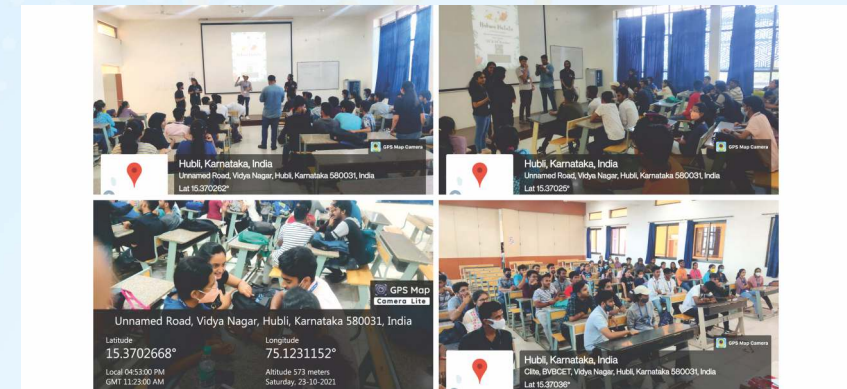 GPS Map Camera
Hubli, Karnataka, India
Unnamed Road, Vidya Nagar, Hubli, Karnataka 580031, India
Lat 15.370262°
GPS Map Camera
Hubli, Karnataka, India
Unnamed Road, Vidya Nagar, Hubli, Karnataka 580031, India
Lat 15.37025°
GPS Map
Camera Lite
Unnamed Road, Vidya Nagar, Hubli, Karnataka 580031, India
Latitude
15.3702668°
Longitude
75.1231152°
Local 04:53:00 PM
GMT 11:23:00 AM
Altitude 573 meters
Saturday, 23-10-2021
GPS Map Camera
Hubli, Karnataka, India
Clite, BVBCET, Vidya Nagar, Hubli, Karnataka 580031, India
Lat 15.37036°